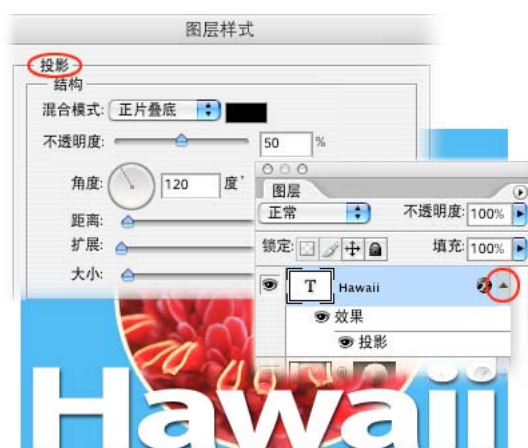 图层样式
投影
结构
混合模式: 正片叠底
不透明度: 50 %
角度: 120 度
距离:
扩展:
大小:
图层
正常 不透明度: 100%
锁定: 填充: 100%
T Hawaii
效果
投影
Hawaii